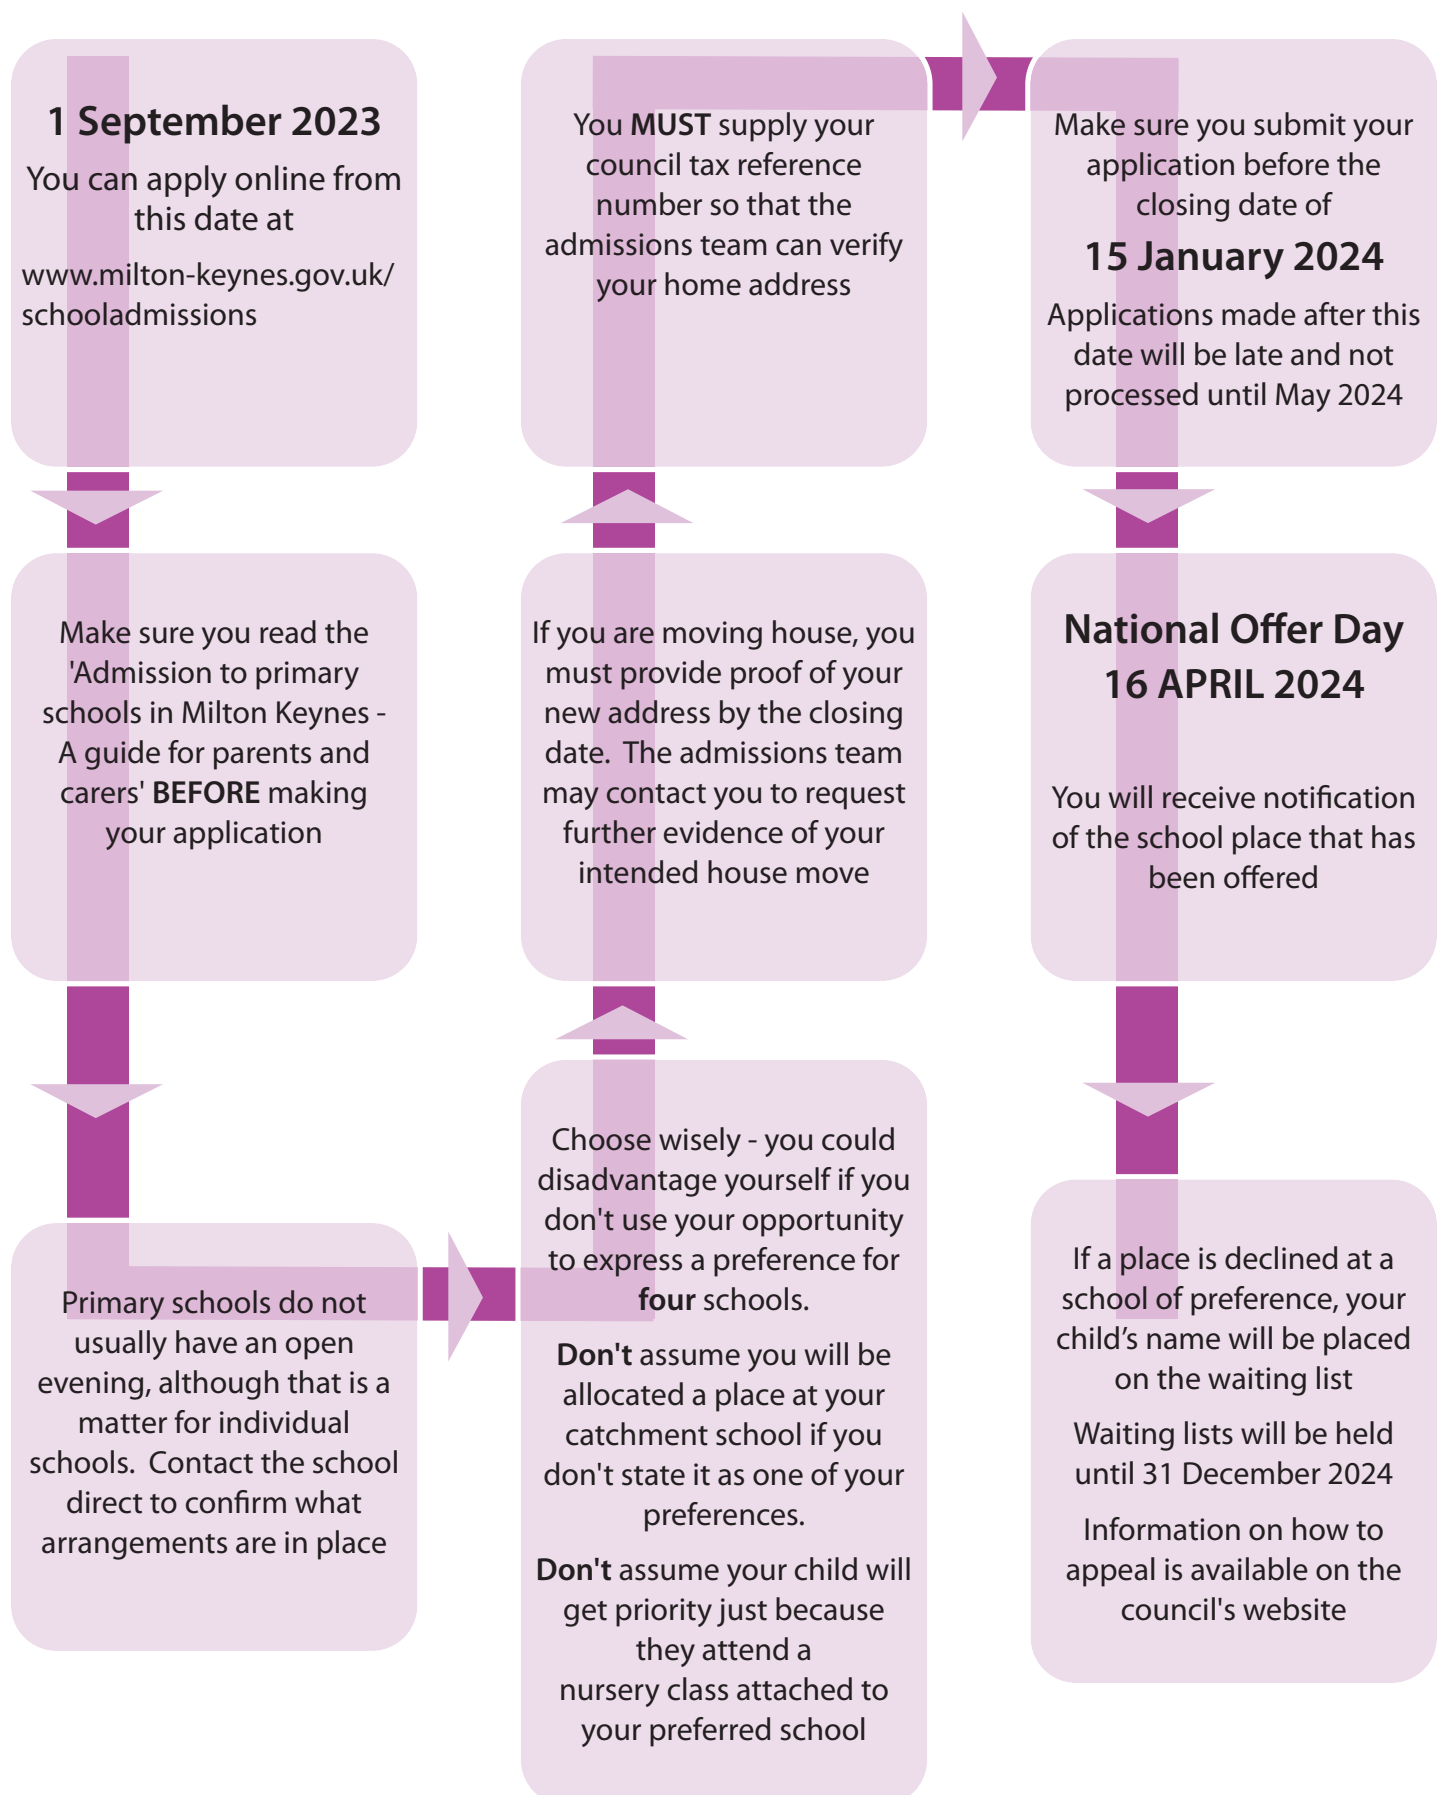 1 September 2023
You can apply online from
this date at
www.milton-keynes.gov.uk/
schooladmissions
Make sure you read the
'Admission to primary
schools in Milton Keynes -
A guide for parents and
carers' BEFORE making
your application
Primary schools do not
usually have an open
evening, although that is a
matter for individual
schools.  Contact the school
direct to confirm what
arrangements are in place
Choose wisely - you could
disadvantage yourself if you
don't use your opportunity
to express a preference for
four schools.
Don't assume you will be
allocated a place at your
catchment school if you
don't state it as one of your
preferences.
Don't assume your child will
get priority just because
they attend a
nursery class attached to
your preferred school
If you are moving house, you
must provide proof of your
new address by the closing
date.  The admissions team
may contact you to request
further evidence of your
intended house move
You MUST supply your
council tax reference
number so that the
admissions team can verify
your home address
Make sure you submit your
application before the
closing date of
15 January 2024
Applications made after this
date will be late and not
processed until May 2024
National Offer Day
16 APRIL 2024
You will receive notification
of the school place that has
been offered
If a place is declined at a
school of preference, your
child’s name will be placed
on the waiting list
Waiting lists will be held
until 31 December 2024
Information on how to
appeal is available on the
council's website